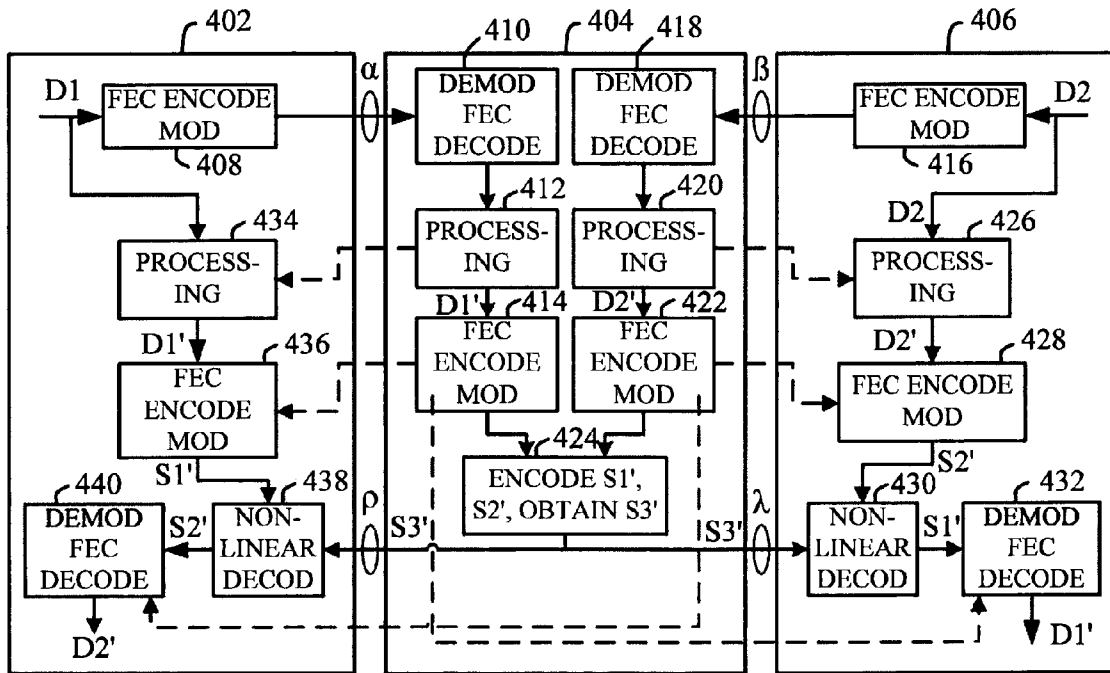 402
410
404
418
406
D1
FEC ENCODE
MOD
408
α
DEMOD
FEC
DECODE
DEMOD
FEC
DECODE
β
FEC ENCODE
MOD
416
D2
434
PROCESS-
ING
412
PROCESS-
ING
420
PROCESS-
ING
D2
426
PROCESS-
ING
D1'
436
FEC
ENCODE
MOD
D1'
414
FEC
ENCODE
MOD
D2'
422
FEC
ENCODE
MOD
D2'
428
FEC ENCODE
MOD
S1'
424
ENCODE S1',
S2', OBTAIN S3'
S2'
440
DEMOD
FEC
DECODE
S2'
438
NON-
LINEAR
DECOD
ρ
S3'
S3'
λ
430
NON-
LINEAR
DECOD
S1'
432
DEMOD
FEC
DECODE
D2'
D1'